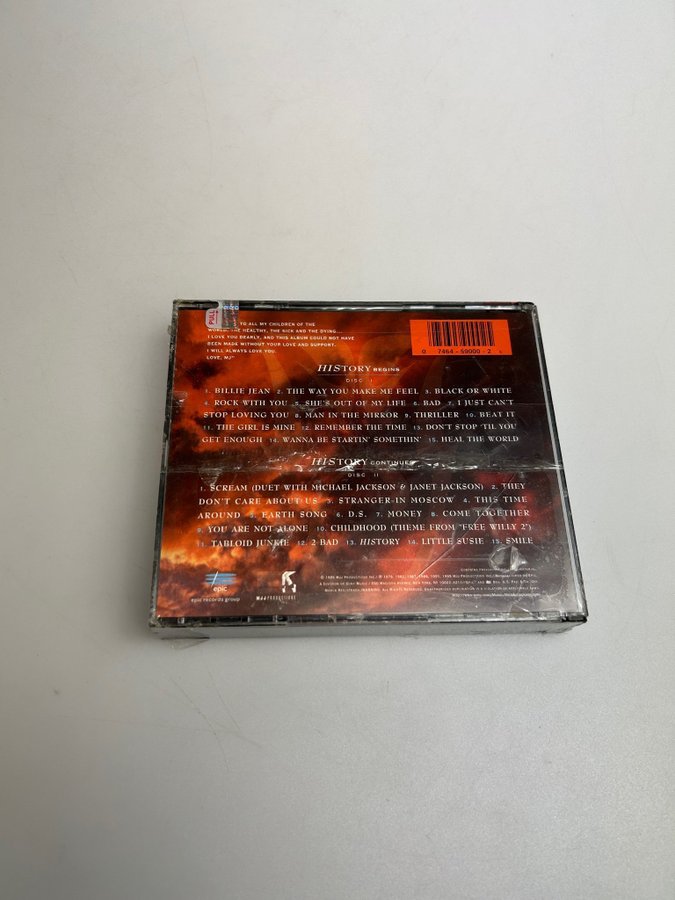 PULL
TO ALL MY CHILDREN OF THE
THE HEALTHY, THE SICK AND THE DYING...
I LOVE YOU DEARLY, AND THIS ALBUM COULD NOT HAVE
BEEN MADE WITHOUT YOUR LOVE AND SUPPORT.
I WILL ALWAYS LOVE YOU.
LOVE, MJ"
0 7464-59000-2
HISTORY BEGINS
DISC I
1. BILLIE JEAN 2. THE WAY YOU MAKE ME FEEL 3. BLACK OR WHITE
4. ROCK WITH YOU 5. SHE'S OUT OF MY LIFE 6. BAD 7. I JUST CAN'T
STOP LOVING YOU 8. MAN IN THE MIRROR 9. THRILLER 10. BEAT IT
11. THE GIRL IS MINE 12. REMEMBER THE TIME 13. DON'T STOP 'TIL YOU
GET ENOUGH 14. WANNA BE STARTIN' SOMETHIN' 15. HEAL THE WORLD
HISTORY CONTINUES
DISC II
1. SCREAM (DUET WITH MICHAEL JACKSON & JANET JACKSON) 2. THEY
DON'T CARE ABOUT US 3. STRANGER IN MOSCOW 4. THIS TIME
AROUND 5. EARTH SONG 6. D.S. 7. MONEY 8. COME TOGETHER
9. YOU ARE NOT ALONE 10. CHILDHOOD (THEME FROM "FREE WILLY 2")
11. TABLOID JUNKIE 12. 2 BAD 13. HISTORY 14. LITTLE SUSIE 15. SMILE
epic
epic records group
MJJ PRODUCTIONS